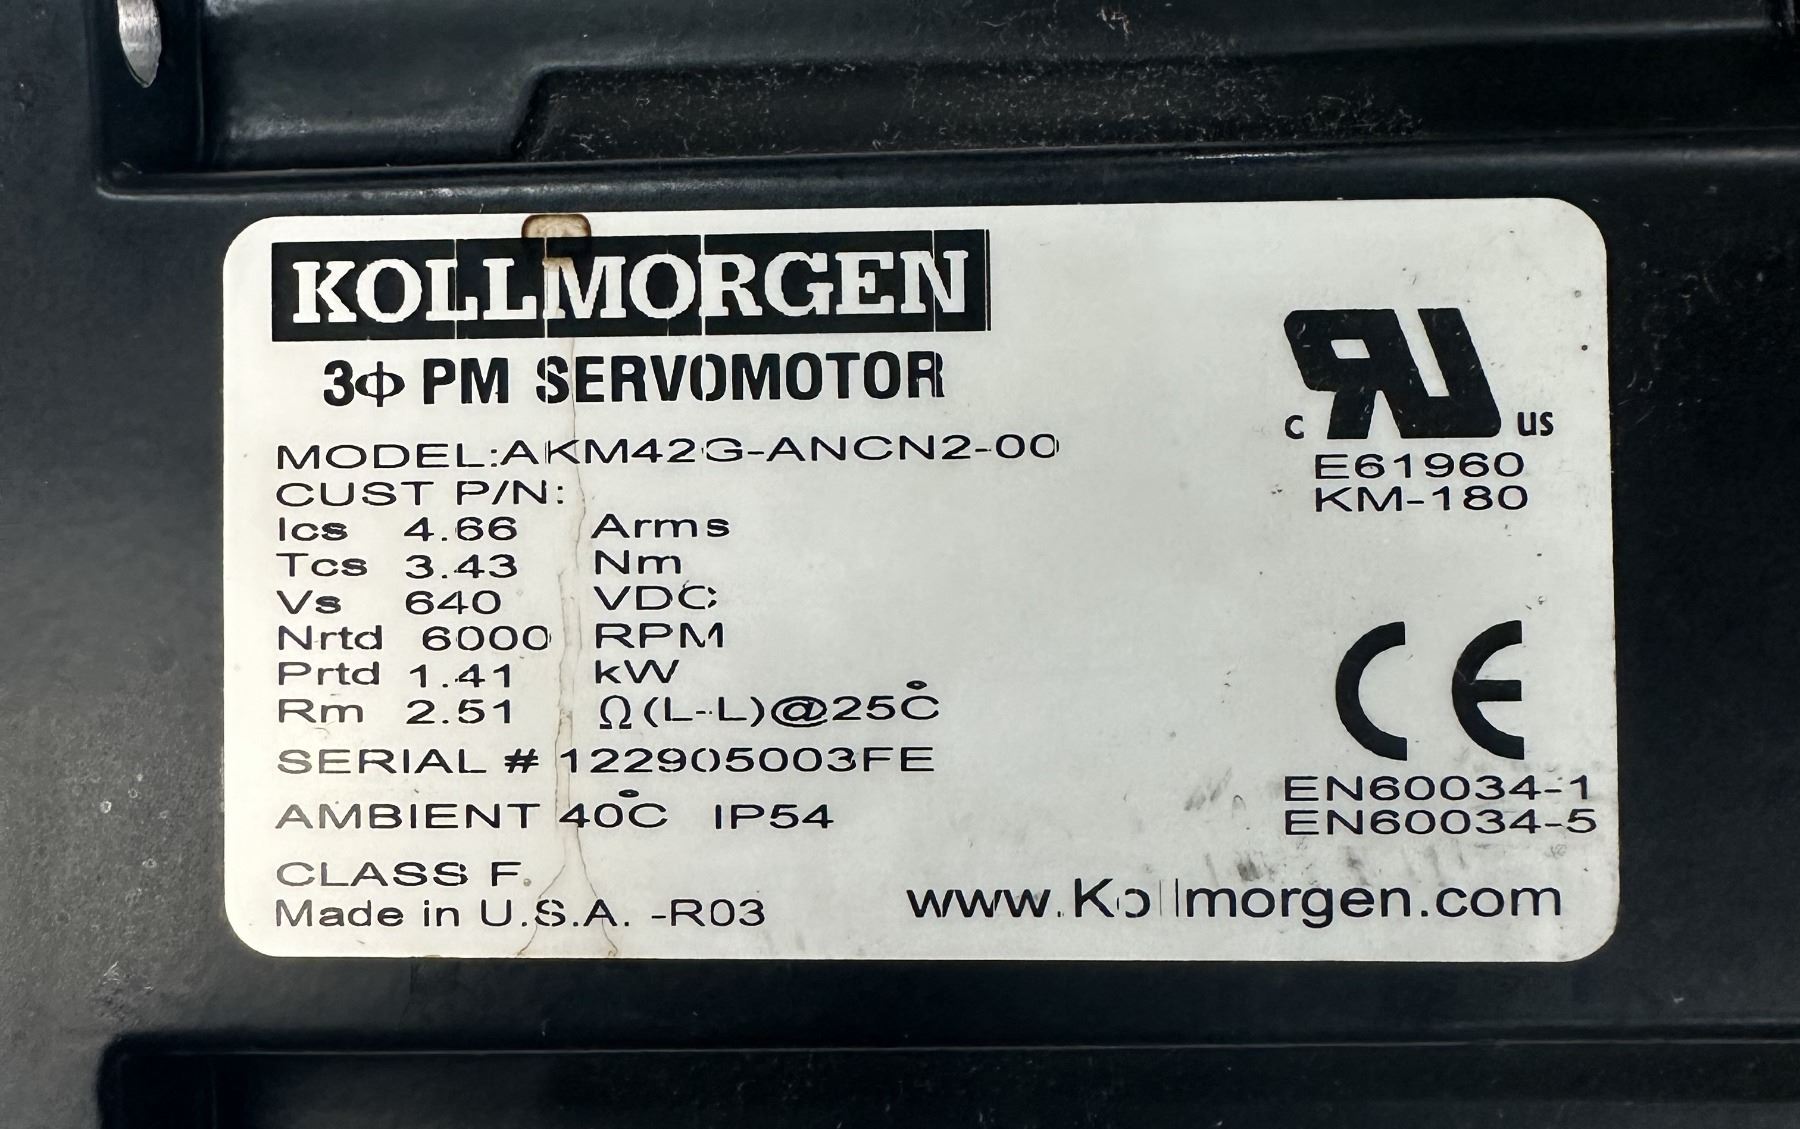 KOLLMORGEN
3Φ PM SERVOMOTOR
MODEL:AKM42G-ANCN2-00
CUST P/N:
Ics 4.66 Arms
Tcs 3.43 Nm
Vs 640 VDC
Nrtd 6000 RPM
Prtd 1.41 kW
Rm 2.51 Ω(L-L)@25°C
SERIAL # 122905003FE
AMBIENT 40°C IP54
CLASS F.
Made in U.S.A. -R03
c RU us
E61960
KM-180
CE
EN60034-1
EN60034-5
www.Kollmorgen.com